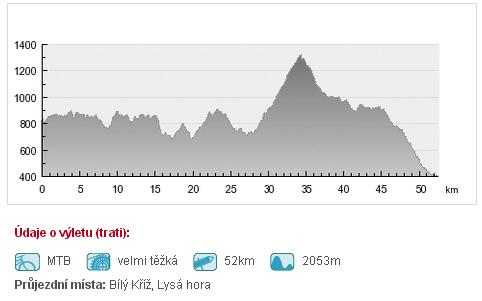 1400
1200
1000
800
600
400
0 5 10 15 20 25 30 35 40 45 50 km
Údaje o výletu (trati):
MTB velmi těžká 52km 2053m
Průjezdní místa: Bílý Kříž, Lysá hora